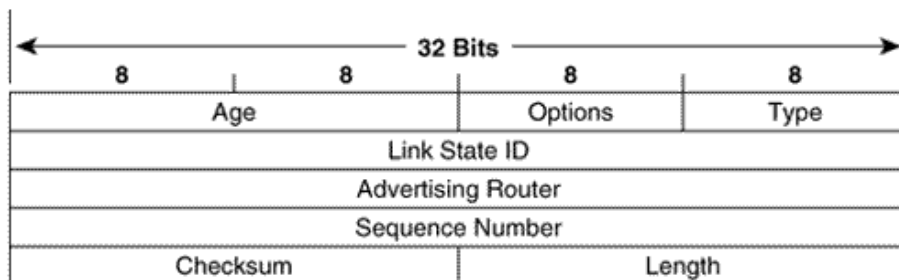 32 Bits
8 8 8 8
Age Options Type
Link State ID
Advertising Router
Sequence Number
Checksum Length